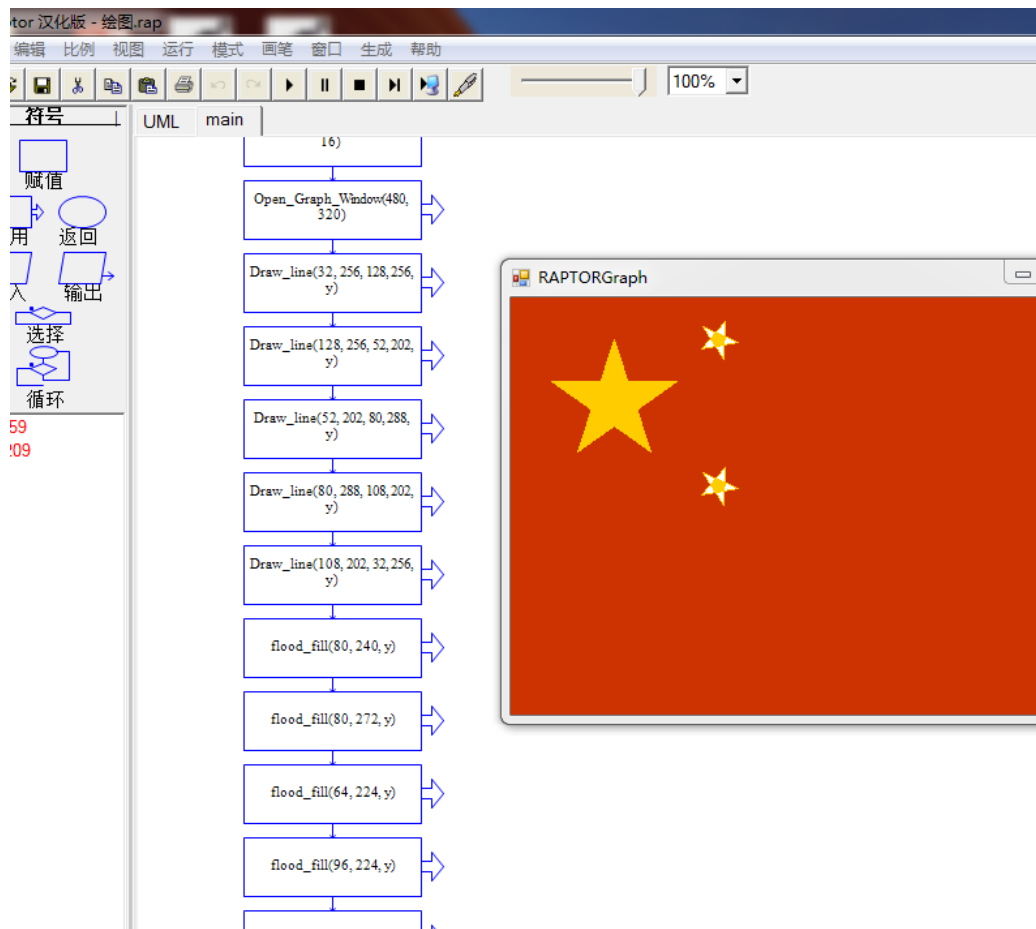 tor 汉化版 - 绘图.rap
编辑 比例 视图 运行 模式 画笔 窗口 生成 帮助
100%
符号
UML main
赋值
用 返回
入 输出
选择
循环
59
209
16)
Open_Graph_Window(480,
320)
Draw_line(32, 256, 128,256,
y)
Draw_line(128, 256, 52,202,
y)
Draw_line(52, 202, 80,288,
y)
Draw_line(80, 288, 108,202,
y)
Draw_line(108, 202, 32,256,
y)
flood_fill(80, 240, y)
flood_fill(80, 272, y)
flood_fill(64, 224, y)
flood_fill(96, 224, y)
RAPTORGraph